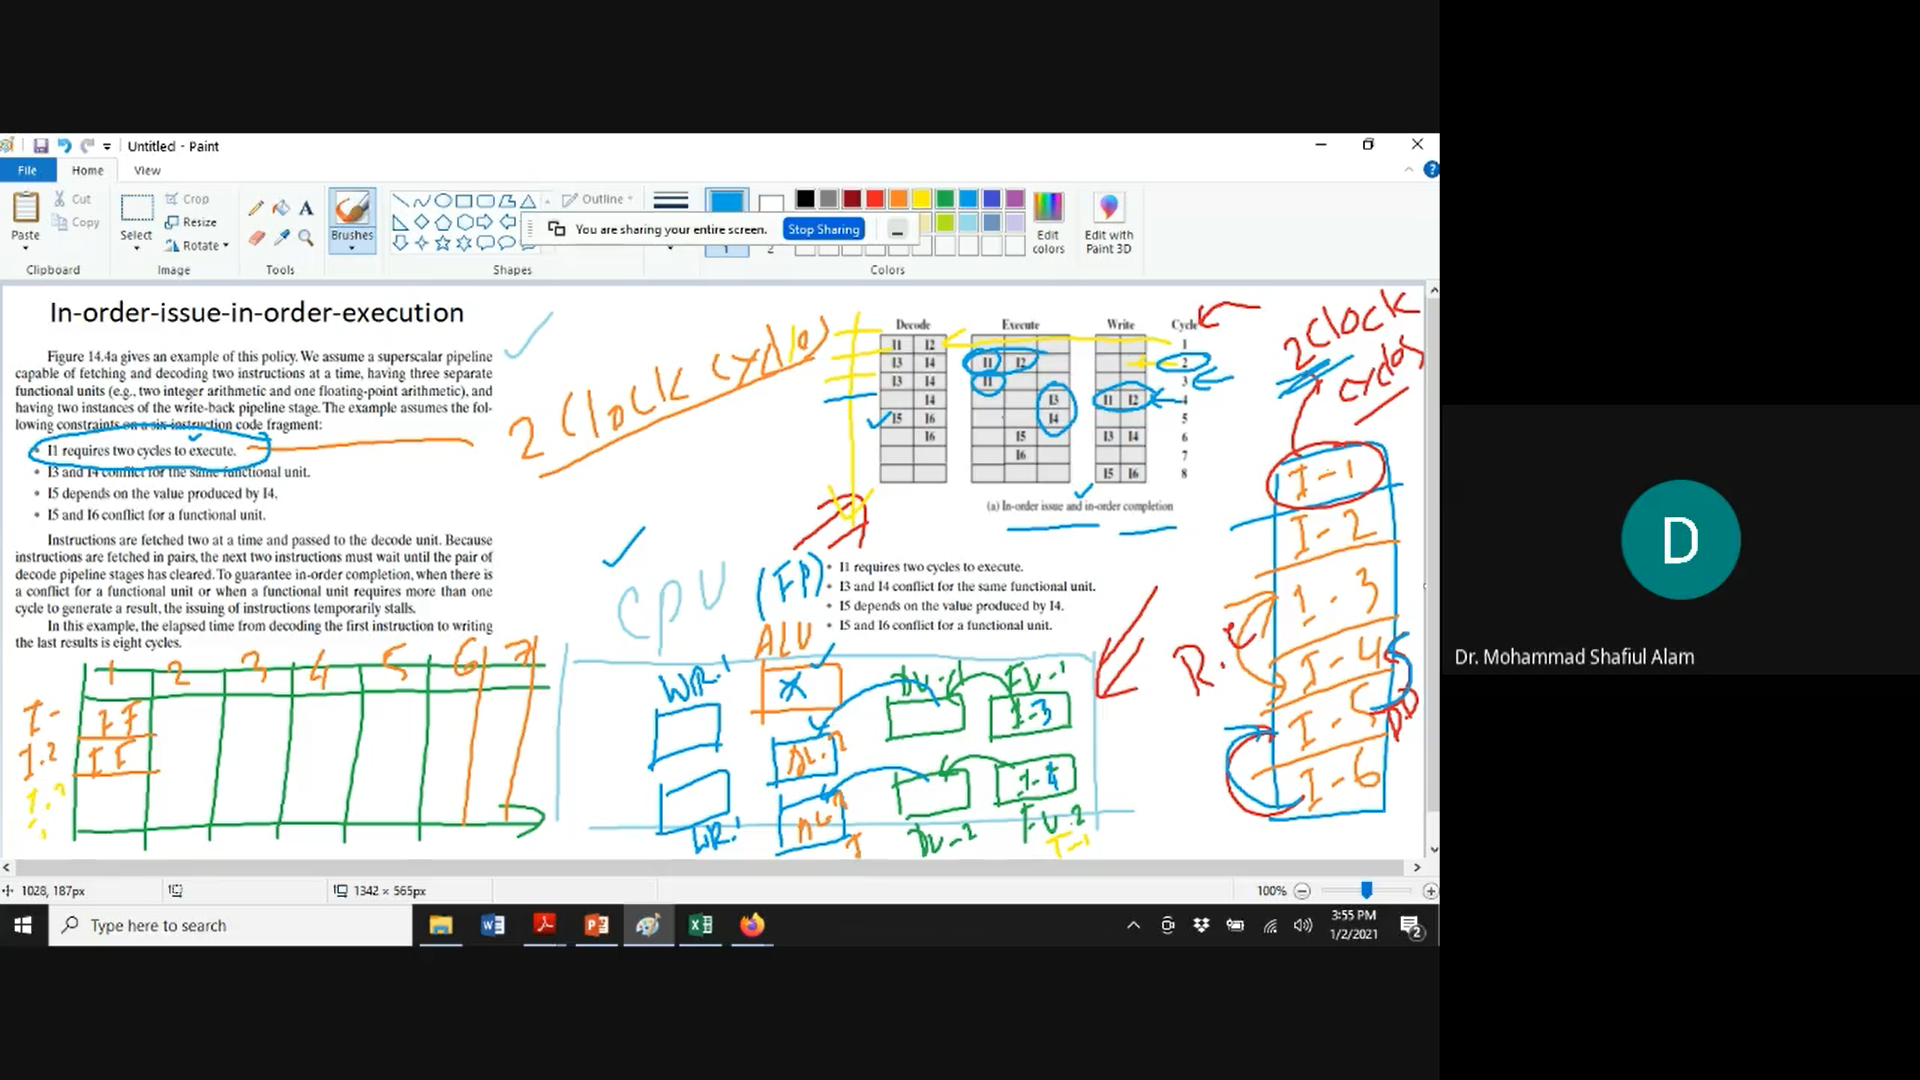 Untitled - Paint
File Home View
Paste Cut Copy Clipboard
Select Crop Resize Rotate Image
Tools
Brushes
Outline
Shapes
1 2
Edit colors
Edit with Paint 3D
Colors
You are sharing your entire screen. Stop Sharing
In-order-issue-in-order-execution
Figure 14.4a gives an example of this policy. We assume a superscalar pipeline
capable of fetching and decoding two instructions at a time, having three separate
functional units (e.g., two integer arithmetic and one floating-point arithmetic), and
having two instances of the write-back pipeline stage. The example assumes the fol-
lowing constraints on a six-instruction code fragment:
• I1 requires two cycles to execute.
• I3 and I4 conflict for the same functional unit.
• I5 depends on the value produced by I4.
• I5 and I6 conflict for a functional unit.
Instructions are fetched two at a time and passed to the decode unit. Because
instructions are fetched in pairs, the next two instructions must wait until the pair of
decode pipeline stages has cleared. To guarantee in-order completion, when there is
a conflict for a functional unit or when a functional unit requires more than one
cycle to generate a result, the issuing of instructions temporarily stalls.
In this example, the elapsed time from decoding the first instruction to writing
the last results is eight cycles.
2 Clock cycles
Decode Execute Write Cycle
I1 I2 1
I3 I4 I1 I2 2
I3 I4 I1 3
I4 I3 I1 I2 4
I5 I6 I4 5
I6 I5 I3 I4 6
I6 7
I5 I6 8
(a) In-order issue and in-order completion
• I1 requires two cycles to execute.
• I3 and I4 conflict for the same functional unit.
• I5 depends on the value produced by I4.
• I5 and I6 conflict for a functional unit.
2 Clock
cycles
I-1
I-2
I-3
I-4
I-5
I-6
R.C
DD
CPU
(FP)
ALU
WR.1
X
DU-1
FU-1
I-3
AL.2
I-4
WR.1
DU-2
FU.2
I-1
1 2 3 4 5 6 7
I- IF
I.2 IF
1028, 187px
1342 × 565px
100%
Type here to search
3:55 PM
1/2/2021
2
D
Dr. Mohammad Shafiul Alam